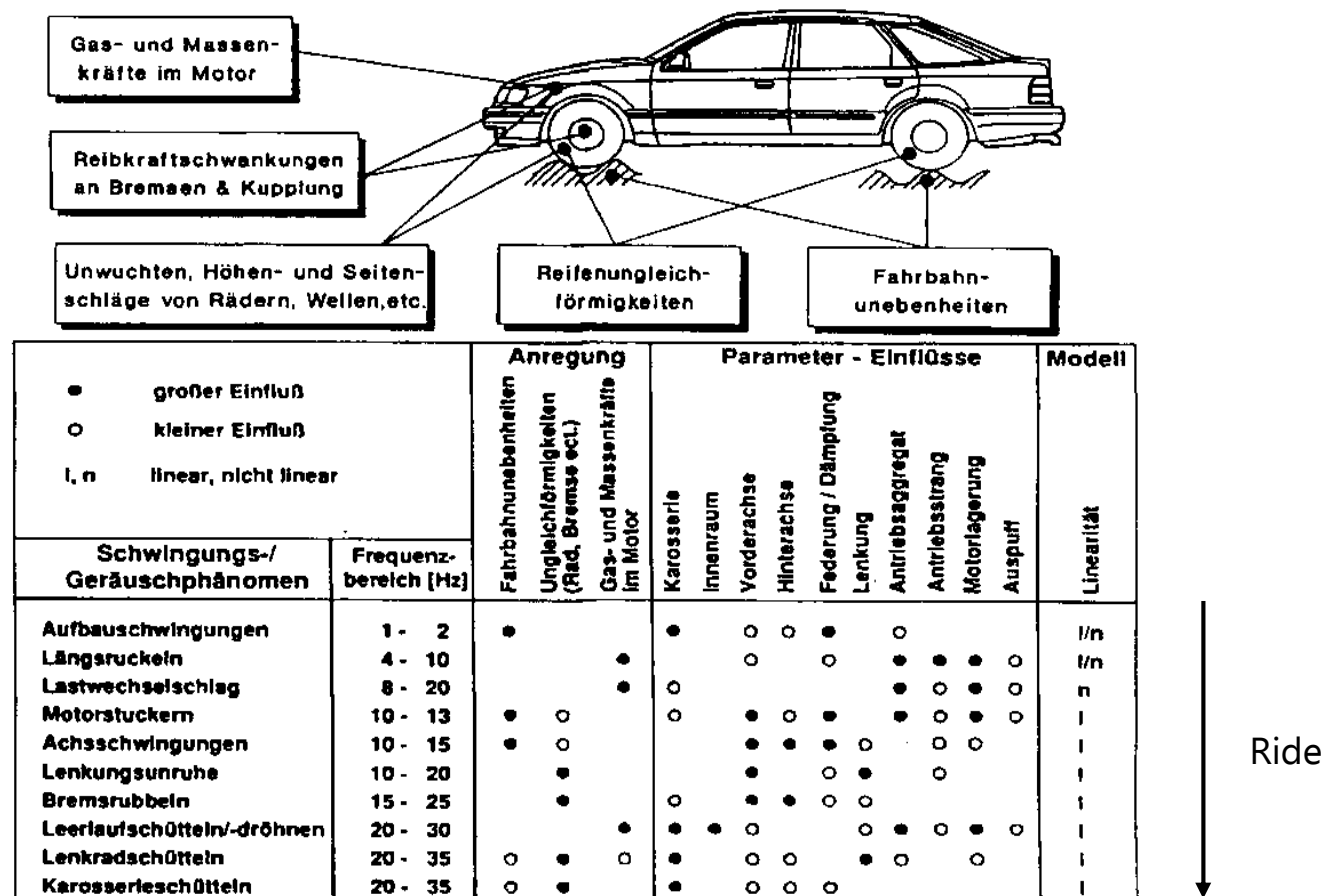 Gas- und Massen-
kräfte im Motor
Reibkraftschwankungen
an Bremsen & Kupplung
Unwuchten, Höhen- und Seiten-
schläge von Rädern, Wellen,etc.
Reifenungleich-
förmigkeiten
Fahrbahn-
unebenheiten
Anregung
Parameter - Einflüsse
Modell
● großer Einfluß
○ kleiner Einfluß
l, n linear, nicht linear
Fahrbahnunebenheiten
Ungleichförmigkeiten
(Rad, Bremse ect.)
Gas- und Massenkräfte
im Motor
Karosserie
Innenraum
Vorderachse
Hinterachse
Federung / Dämpfung
Lenkung
Antriebsaggregat
Antriebsstrang
Motorlagerung
Auspuff
Linearität
Schwingungs-/
Geräuschphänomen
Frequenz-
bereich [Hz]
Aufbauschwingungen 1 - 2 ● ● ○ ○ ● ○ l/n
Längsruckeln 4 - 10 ● ○ ○ ● ● ● ○ l/n
Lastwechselschlag 8 - 20 ● ○ ● ○ ● ○ n
Motorstuckern 10 - 13 ● ○ ○ ● ○ ● ● ○ ● ○ l
Achsschwingungen 10 - 15 ● ○ ● ● ● ○ ○ ○ l
Lenkungsunruhe 10 - 20 ● ● ○ ● ○ l
Bremsrubbeln 15 - 25 ● ○ ● ● ○ ○ l
Leerlaufschütteln/-dröhnen 20 - 30 ● ● ● ○ ○ ● ○ ● ○ l
Lenkradschütteln 20 - 35 ○ ● ○ ● ○ ○ ● ○ ○ l
Karosserieschütteln 20 - 35 ○ ● ● ○ ○ ○ l
Ride